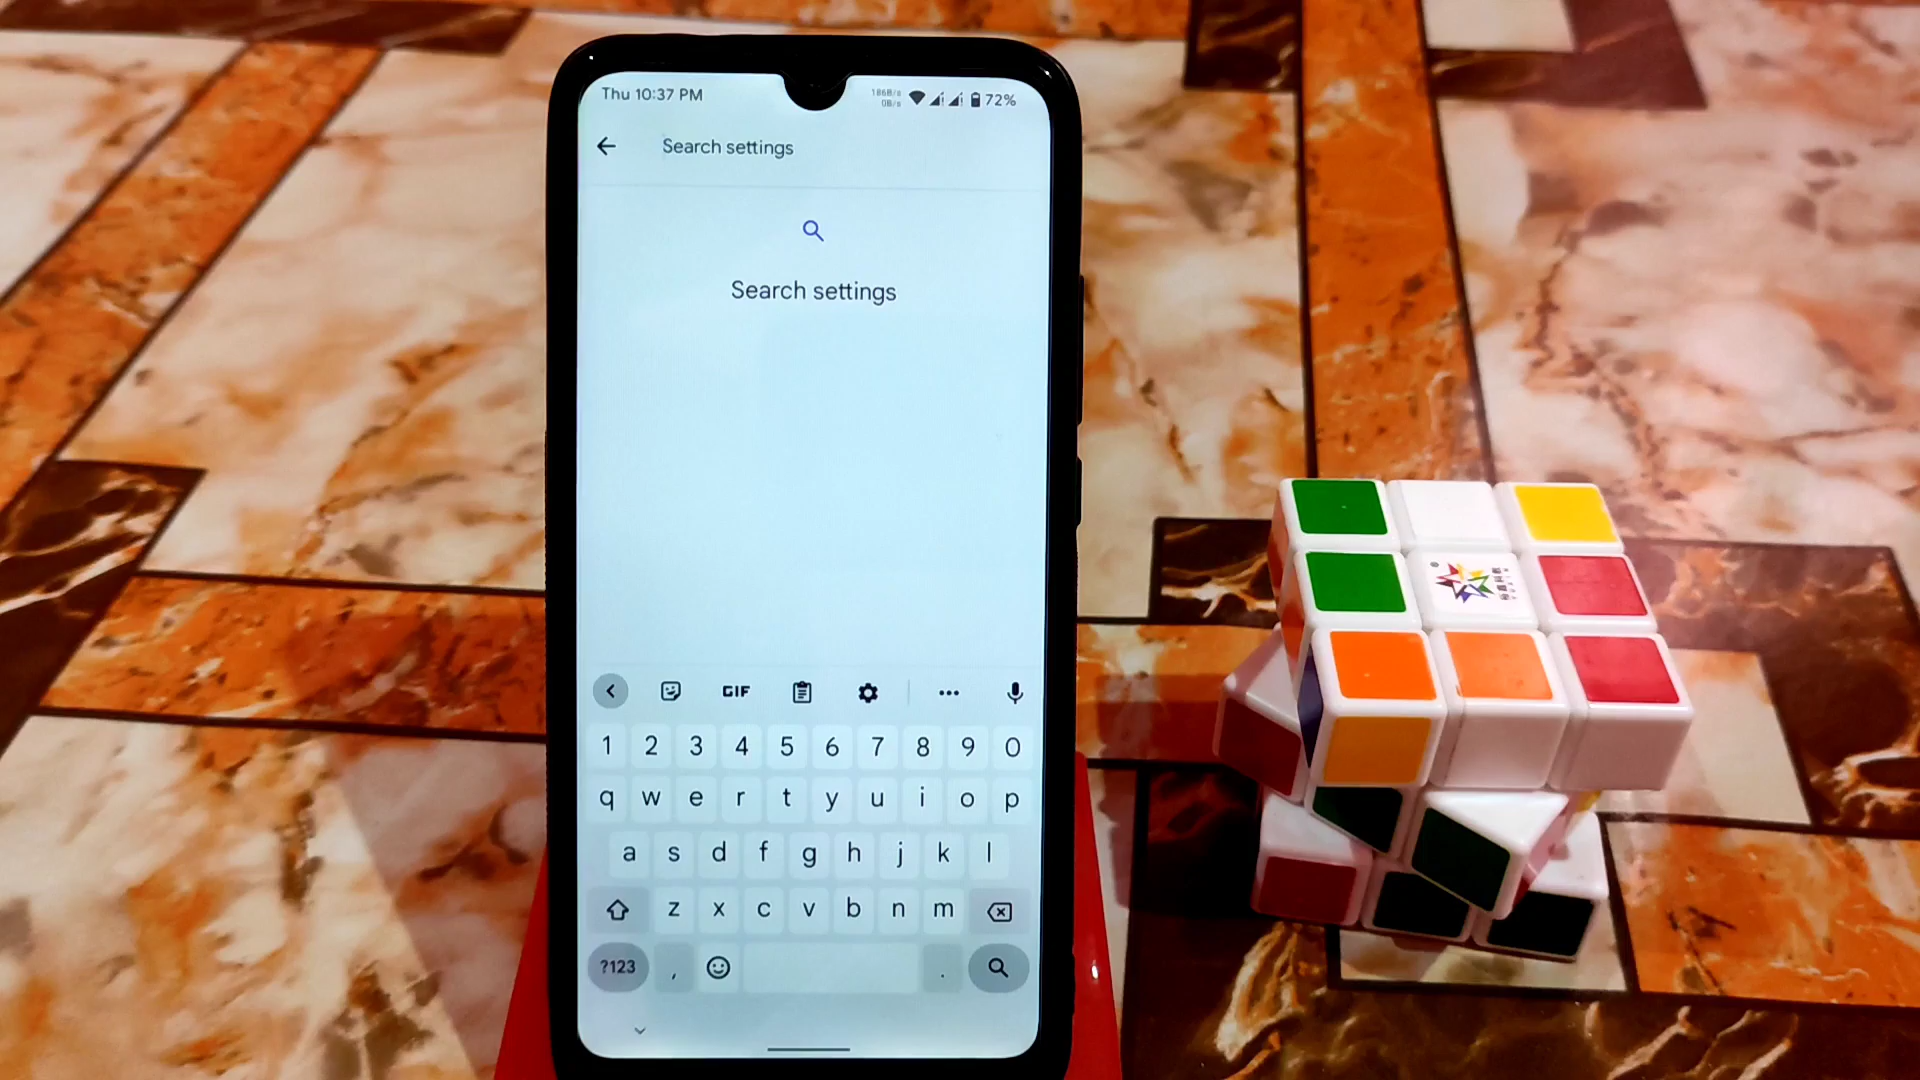 Thu 10:37 PM
72%
Search settings
Search settings
GIF
1 2 3 4 5 6 7 8 9 0
q w e r t y u i o p
a s d f g h j k l
z x c v b n m
?123 , .